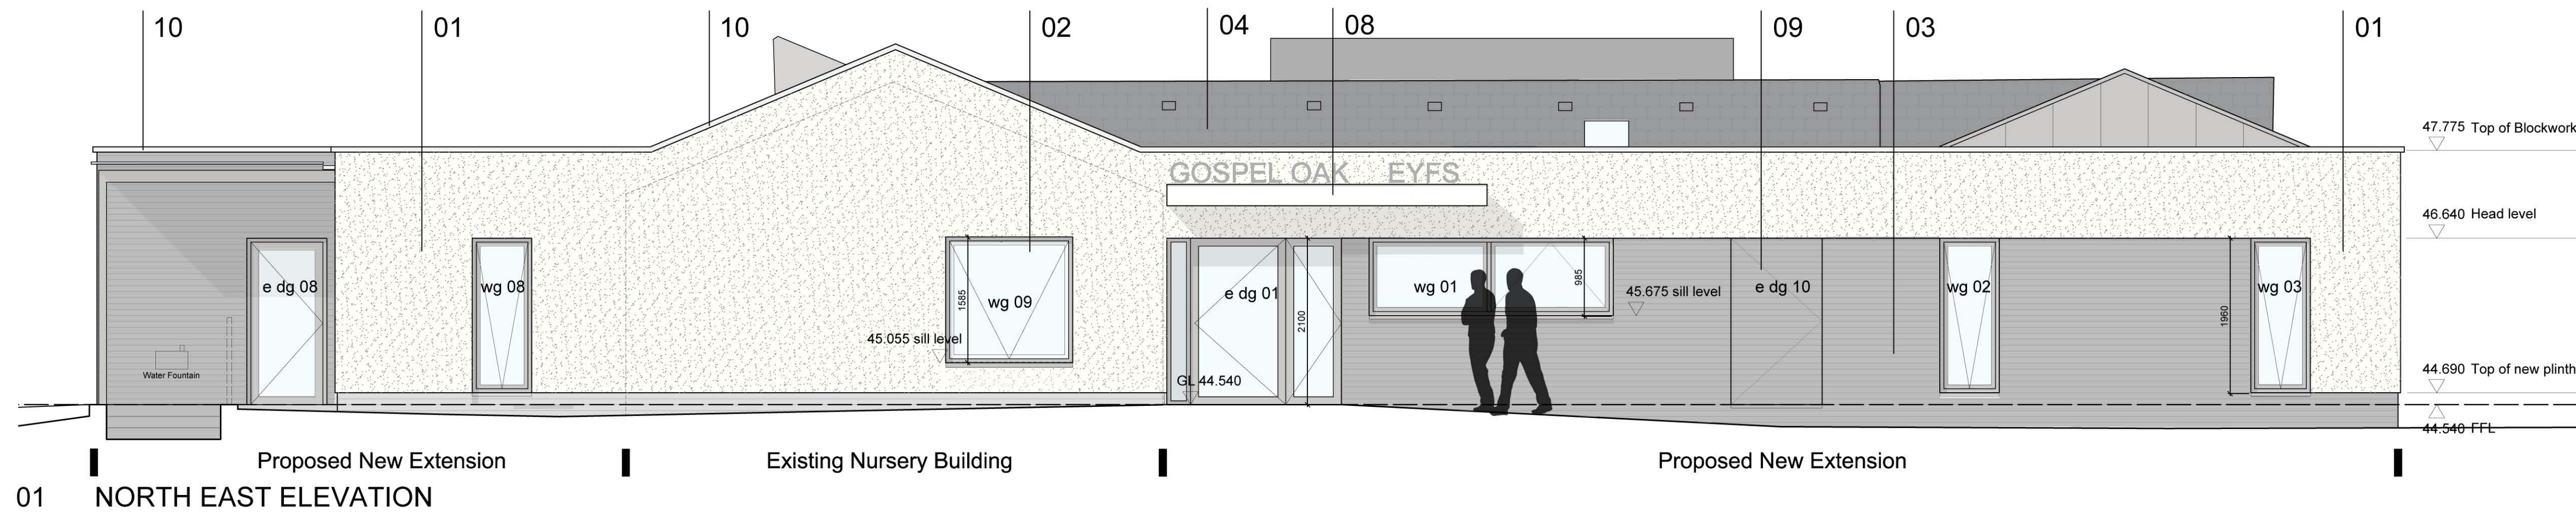 10
01
10
02
04
08
09
03
01
47.775 Top of Blockwork
GOSPEL OAK EYFS
46.640 Head level
e dg 08
wg 08
1585
wg 09
e dg 01
2100
wg 01
985
45.675 sill level
e dg 10
wg 02
1960
wg 03
45.055 sill level
Water Fountain
GL 44.540
44.690 Top of new plinth
44.540 FFL
Proposed New Extension
Existing Nursery Building
Proposed New Extension
01 NORTH EAST ELEVATION